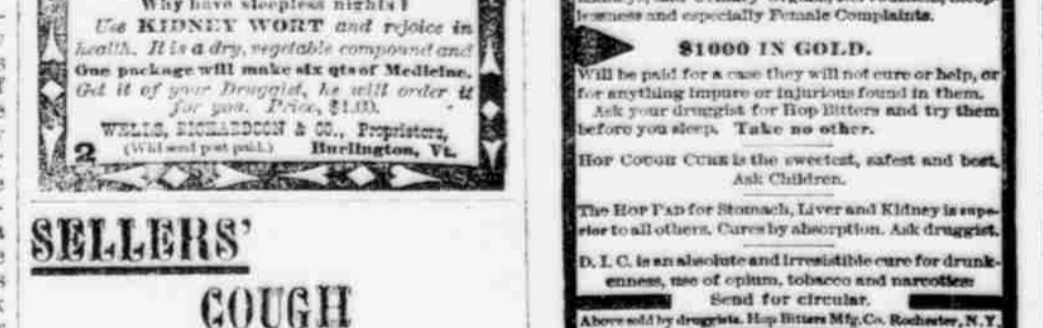 Why have sleepless nights?
Use KIDNEY WORT and rejoice in
health. It is a dry, vegetable compound and
One package will make six qts of Medicine.
Get it of your Druggist, he will order it
for you. Price, $1.00.
WELLS, RICHARDSON & CO., Proprietors,
2 (Will send post paid.) Burlington, Vt.
SELLERS'
COUGH
and especially Female Complaints.
$1000 IN GOLD.
Will be paid for a case they will not cure or help, or
for anything impure or injurious found in them.
Ask your druggist for Hop Bitters and try them
before you sleep. Take no other.
HOP COUGH CURE is the sweetest, safest and best,
Ask Children.
The HOP PAD for Stomach, Liver and Kidney is supe-
rior to all others. Cures by absorption. Ask druggist.
D. I. C. is an absolute and irresistible cure for drunk-
enness, use of opium, tobacco and narcotics
Send for circular.
Above sold by druggists. Hop Bitters Mfg. Co. Rochester, N. Y.